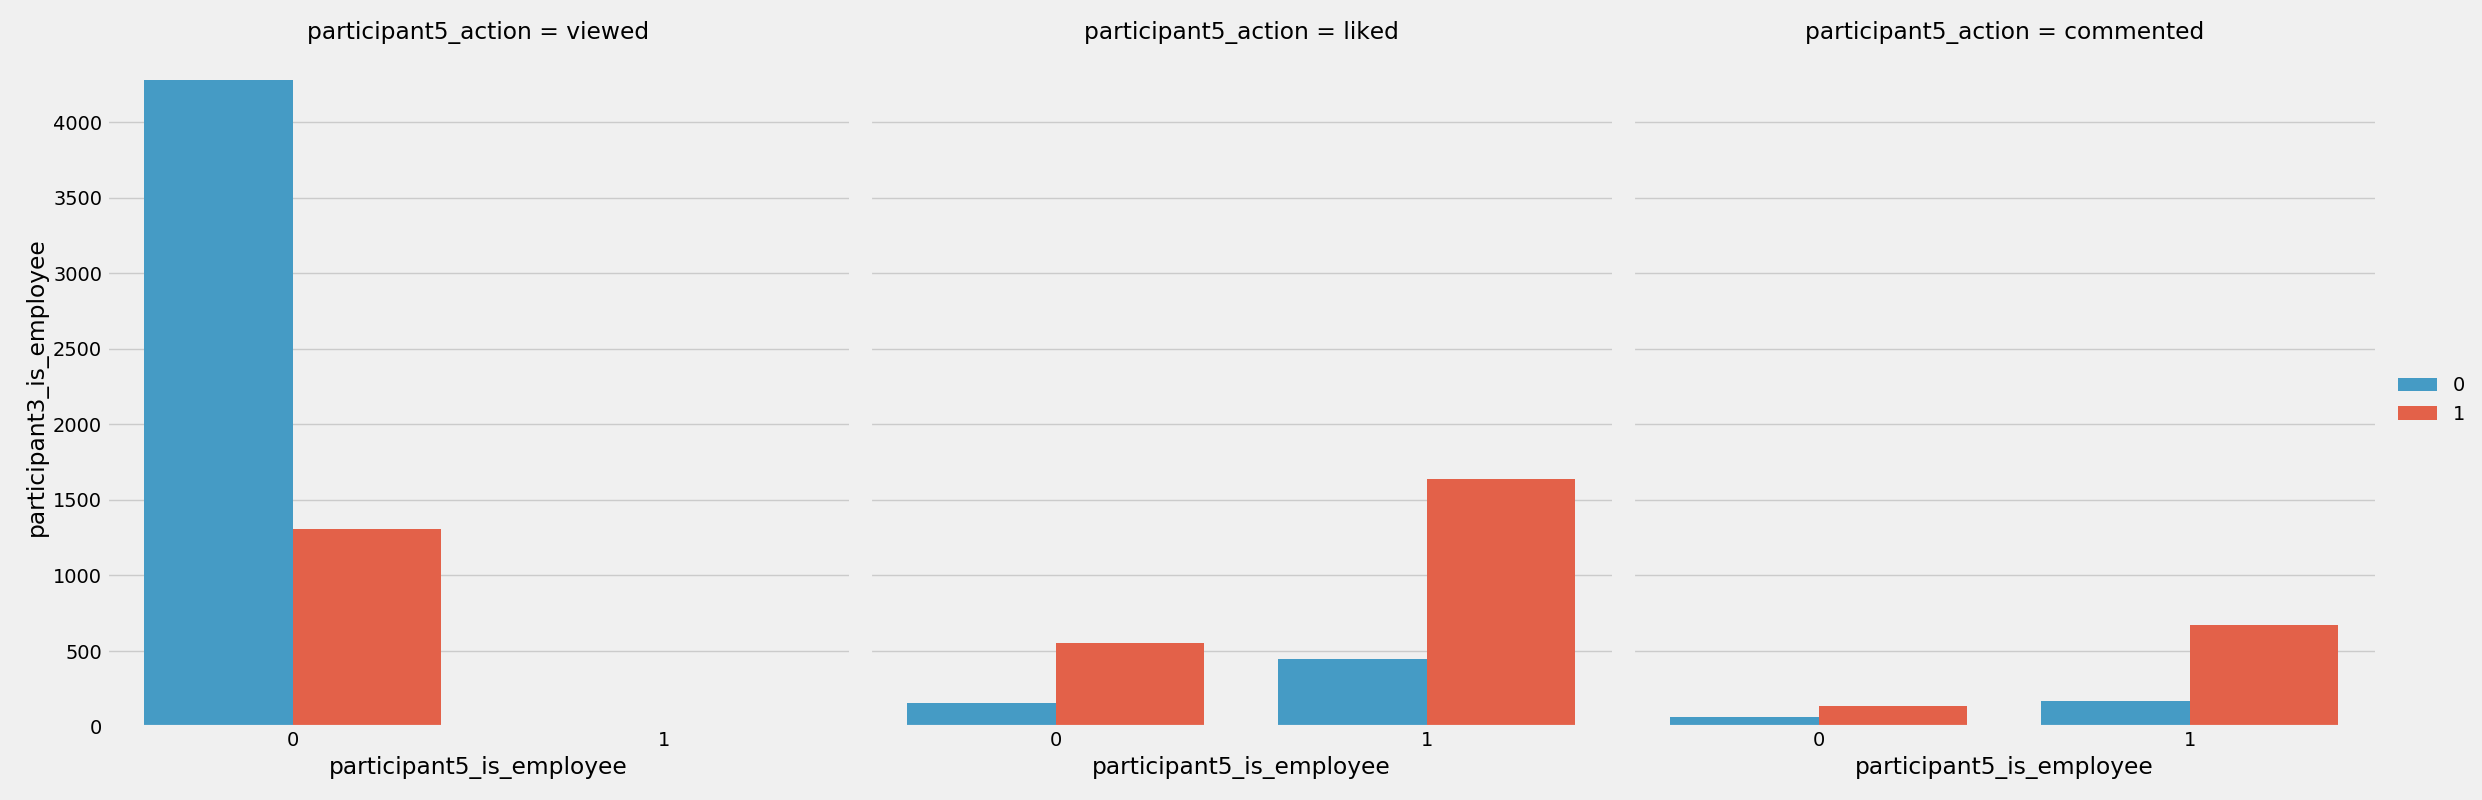 participant5_action = viewed
participant5_action = liked
participant5_action = commented
participant3_is_employee
4000
3500
3000
2500
2000
1500
1000
500
0
0 1
0 1
0 1
participant5_is_employee
participant5_is_employee
participant5_is_employee
0
1